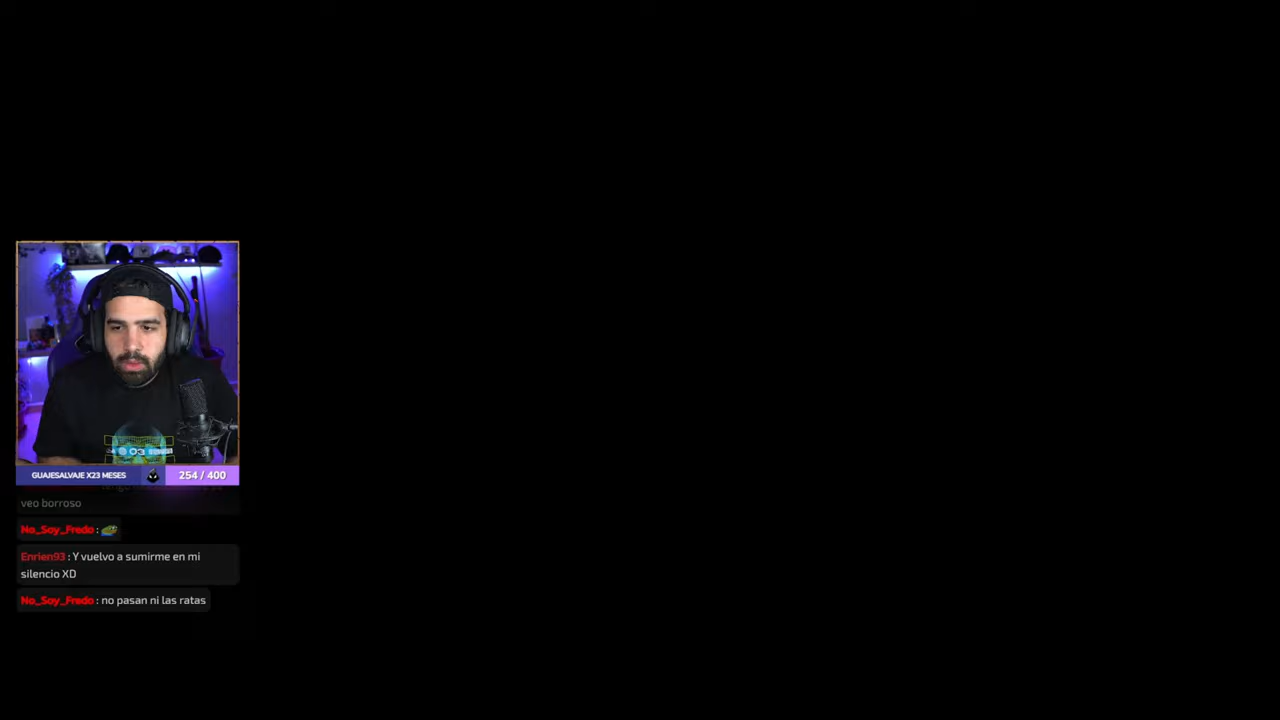 GUAJESALVAJE X23 MESES
254 / 400
veo borroso
No_Soy_Fredo :
Enrien93 : Y vuelvo a sumirme en mi
silencio XD
No_Soy_Fredo : no pasan ni las ratas